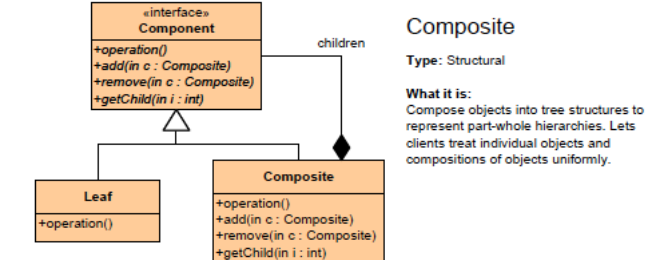 «interface»
Component
+operation()
+add(in c : Composite)
+remove(in c : Composite)
+getChild(in i : int)
children
Leaf
+operation()
Composite
+operation()
+add(in c : Composite)
+remove(in c : Composite)
+getChild(in i : int)
Composite
Type: Structural
What it is:
Compose objects into tree structures to
represent part-whole hierarchies. Lets
clients treat individual objects and
compositions of objects uniformly.